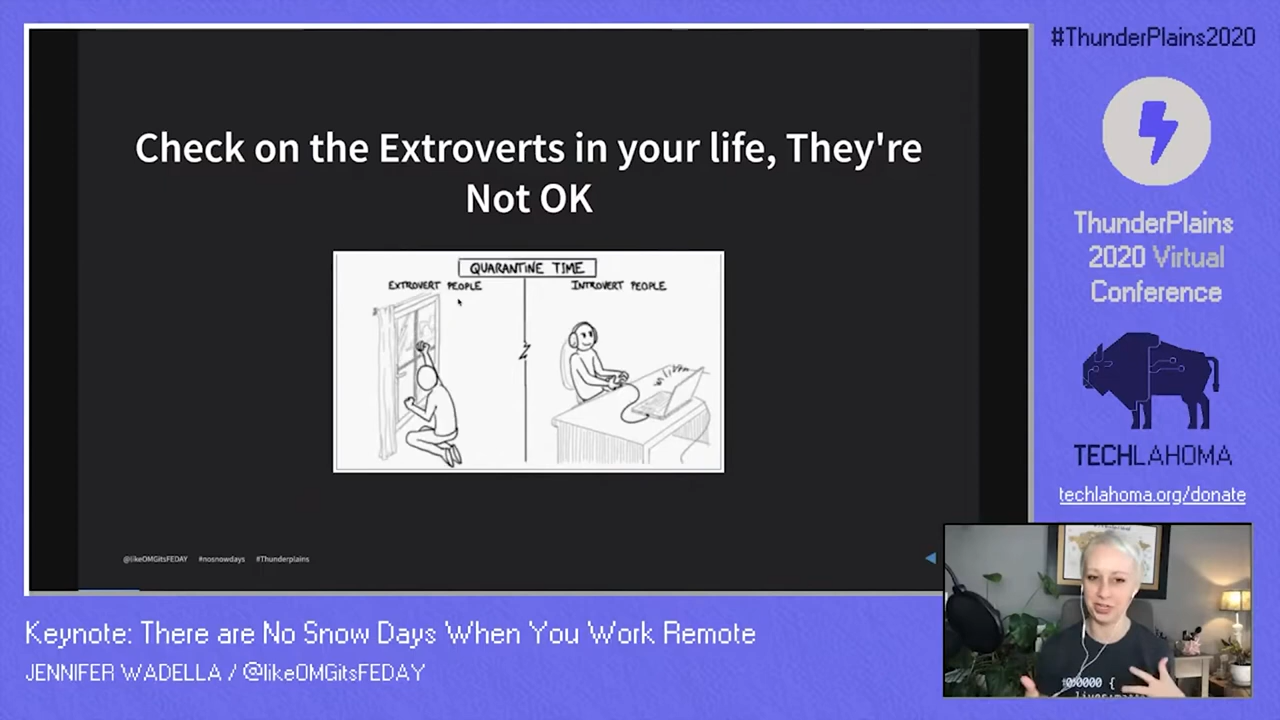 Check on the Extroverts in your life, They're
Not OK
QUARANTINE TIME
EXTROVERT PEOPLE
INTROVERT PEOPLE
@likeOMGitsFEDAY #nosnowdays #Thunderplains
#ThunderPlains2020
ThunderPlains
2020 Virtual
Conference
TECHLAHOMA
techlahoma.org/donate
#000000 {
Keynote: There are No Snow Days When You Work Remote
JENNIFER WADELLA / @likeOMGitsFEDAY